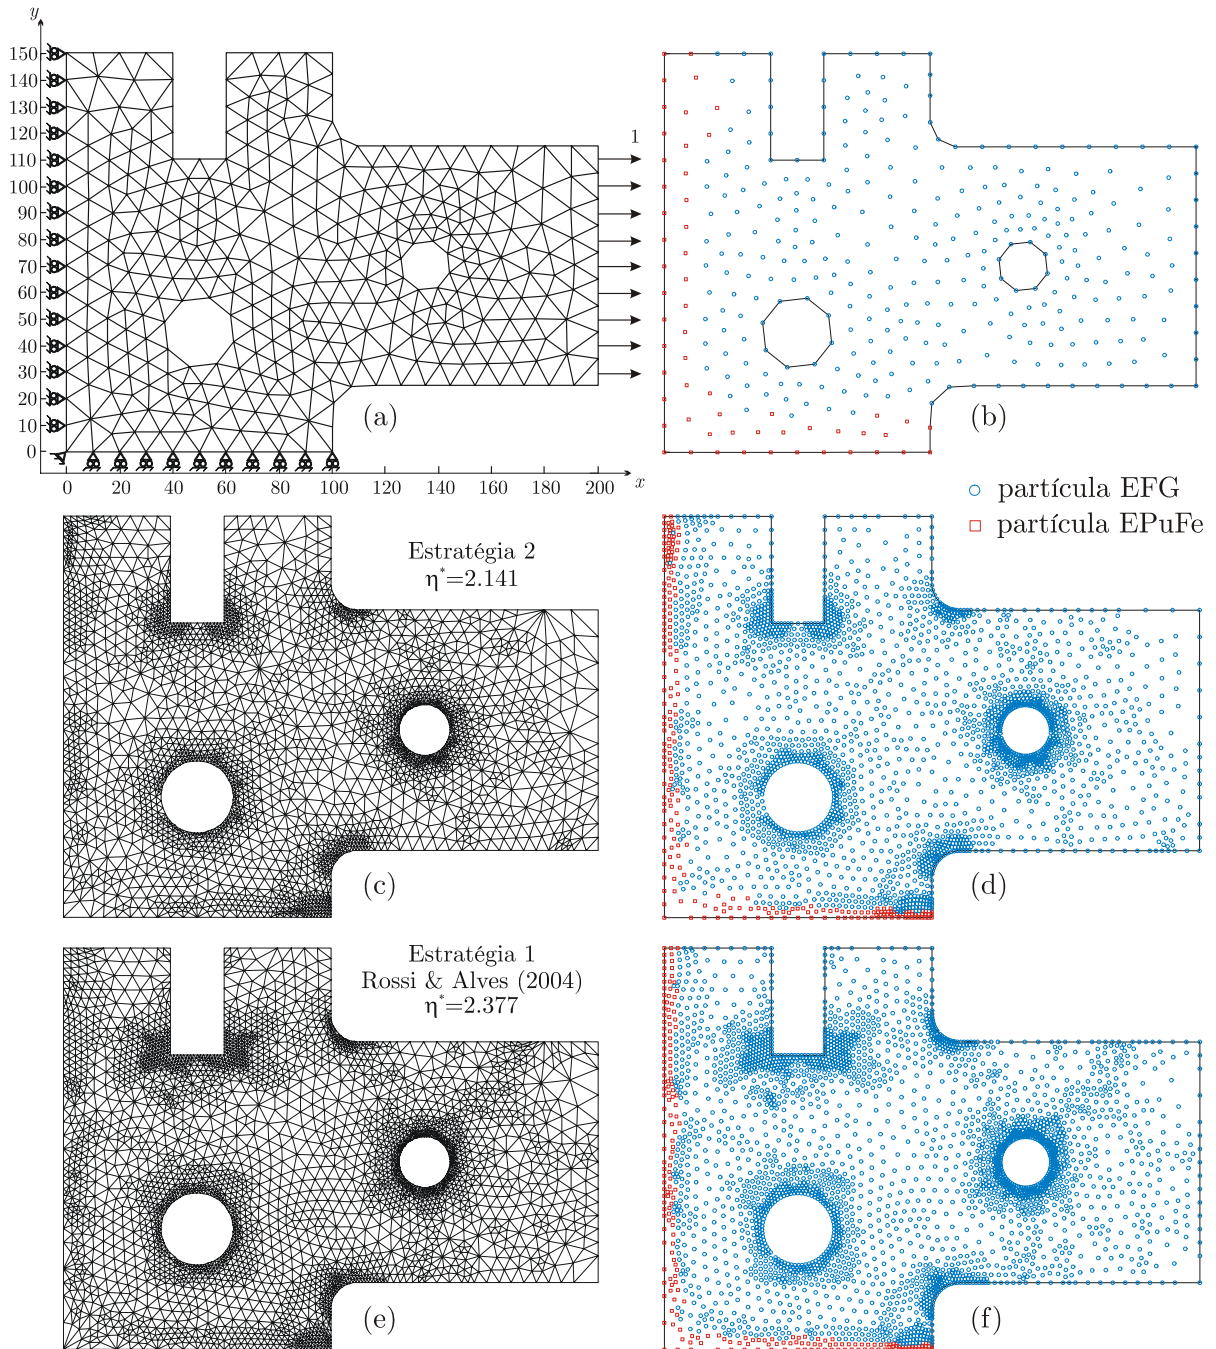 y
150
140
130
120
110
100
90
80
70
60
50
40
30
20
10
0
1
(a)
(b)
0 20 40 60 80 100 120 140 160 180 200 x
partícula EFG
partícula EPuFe
Estratégia 2
η*=2.141
(c)
(d)
Estratégia 1
Rossi & Alves (2004)
η*=2.377
(e)
(f)